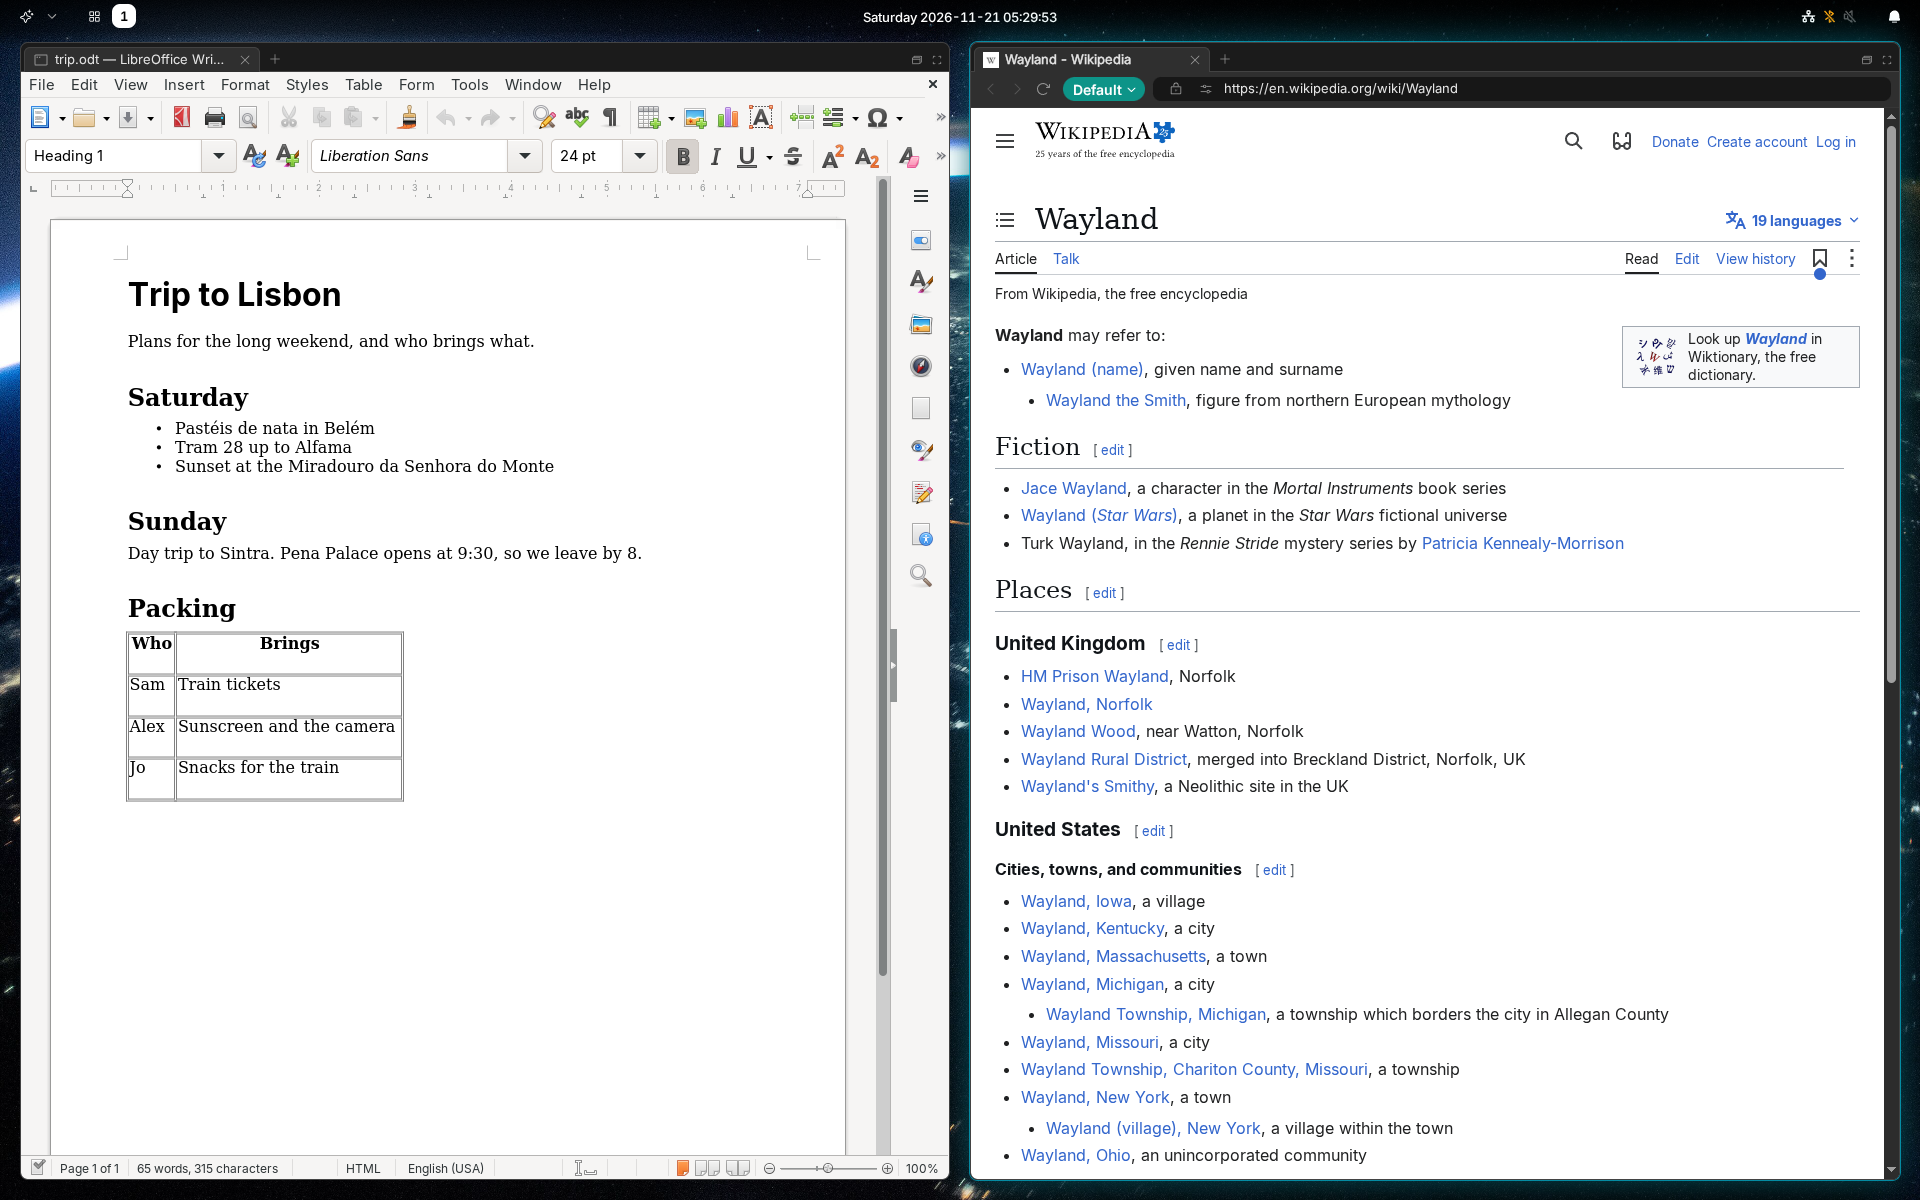 1
Saturday 2026-11-21 05:29:53
trip.odt — LibreOffice Wri...
File Edit View Insert Format Styles Table Form Tools Window Help
Heading 1
Liberation Sans
24 pt
1 2 3 4 5 6 7
Trip to Lisbon
Plans for the long weekend, and who brings what.
Saturday
• Pastéis de nata in Belém
• Tram 28 up to Alfama
• Sunset at the Miradouro da Senhora do Monte
Sunday
Day trip to Sintra. Pena Palace opens at 9:30, so we leave by 8.
Packing
Who Brings
Sam Train tickets
Alex Sunscreen and the camera
Jo Snacks for the train
Page 1 of 1 65 words, 315 characters HTML English (USA) 100%
Wayland - Wikipedia
Default https://en.wikipedia.org/wiki/Wayland
WIKIPEDIA 25
25 years of the free encyclopedia
Donate Create account Log in
Wayland
19 languages
Article Talk Read Edit View history
From Wikipedia, the free encyclopedia
Wayland may refer to:
Look up Wayland in
Wiktionary, the free
dictionary.
• Wayland (name), given name and surname
• Wayland the Smith, figure from northern European mythology
Fiction [ edit ]
• Jace Wayland, a character in the Mortal Instruments book series
• Wayland (Star Wars), a planet in the Star Wars fictional universe
• Turk Wayland, in the Rennie Stride mystery series by Patricia Kennealy-Morrison
Places [ edit ]
United Kingdom [ edit ]
• HM Prison Wayland, Norfolk
• Wayland, Norfolk
• Wayland Wood, near Watton, Norfolk
• Wayland Rural District, merged into Breckland District, Norfolk, UK
• Wayland's Smithy, a Neolithic site in the UK
United States [ edit ]
Cities, towns, and communities [ edit ]
• Wayland, Iowa, a village
• Wayland, Kentucky, a city
• Wayland, Massachusetts, a town
• Wayland, Michigan, a city
• Wayland Township, Michigan, a township which borders the city in Allegan County
• Wayland, Missouri, a city
• Wayland Township, Chariton County, Missouri, a township
• Wayland, New York, a town
• Wayland (village), New York, a village within the town
• Wayland, Ohio, an unincorporated community